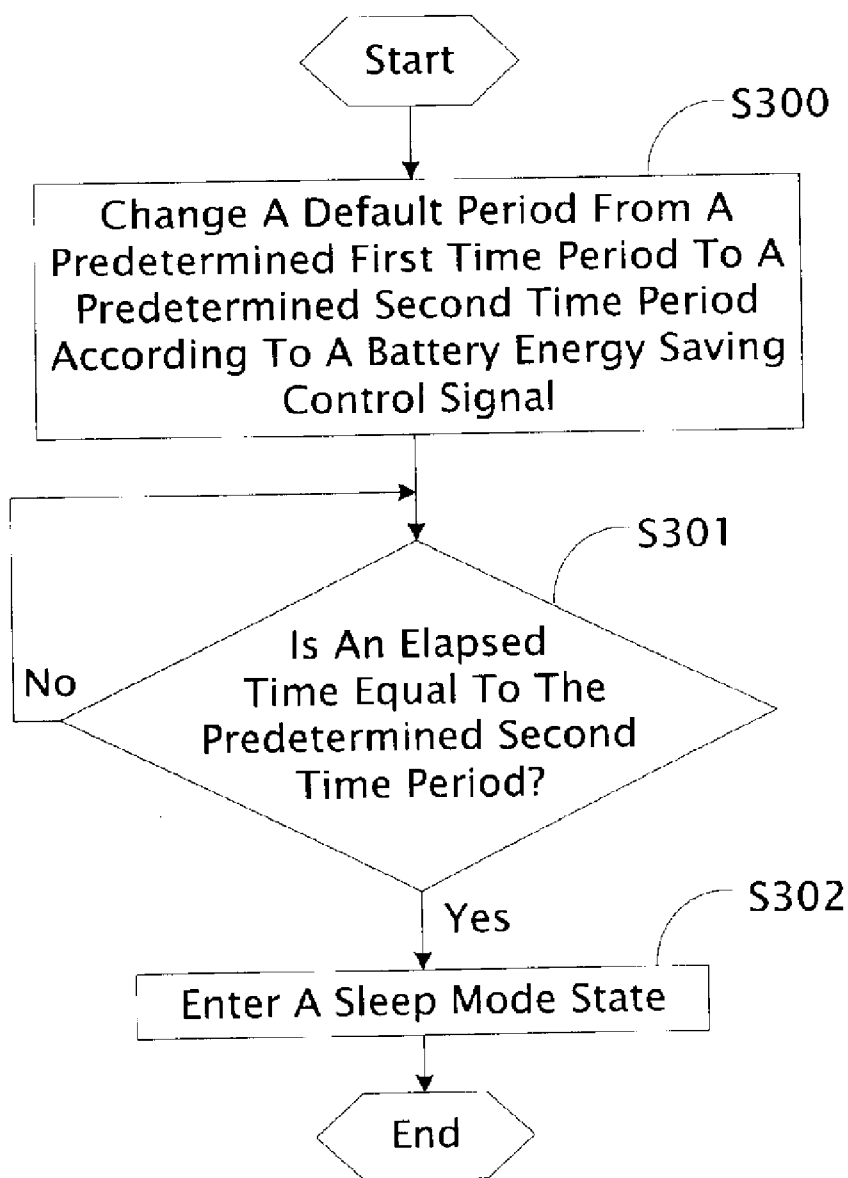 Start
S300
Change A Default Period From A
Predetermined First Time Period To A
Predetermined Second Time Period
According To A Battery Energy Saving
Control Signal
S301
Is An Elapsed
Time Equal To The
Predetermined Second
Time Period?
No
Yes
S302
Enter A Sleep Mode State
End